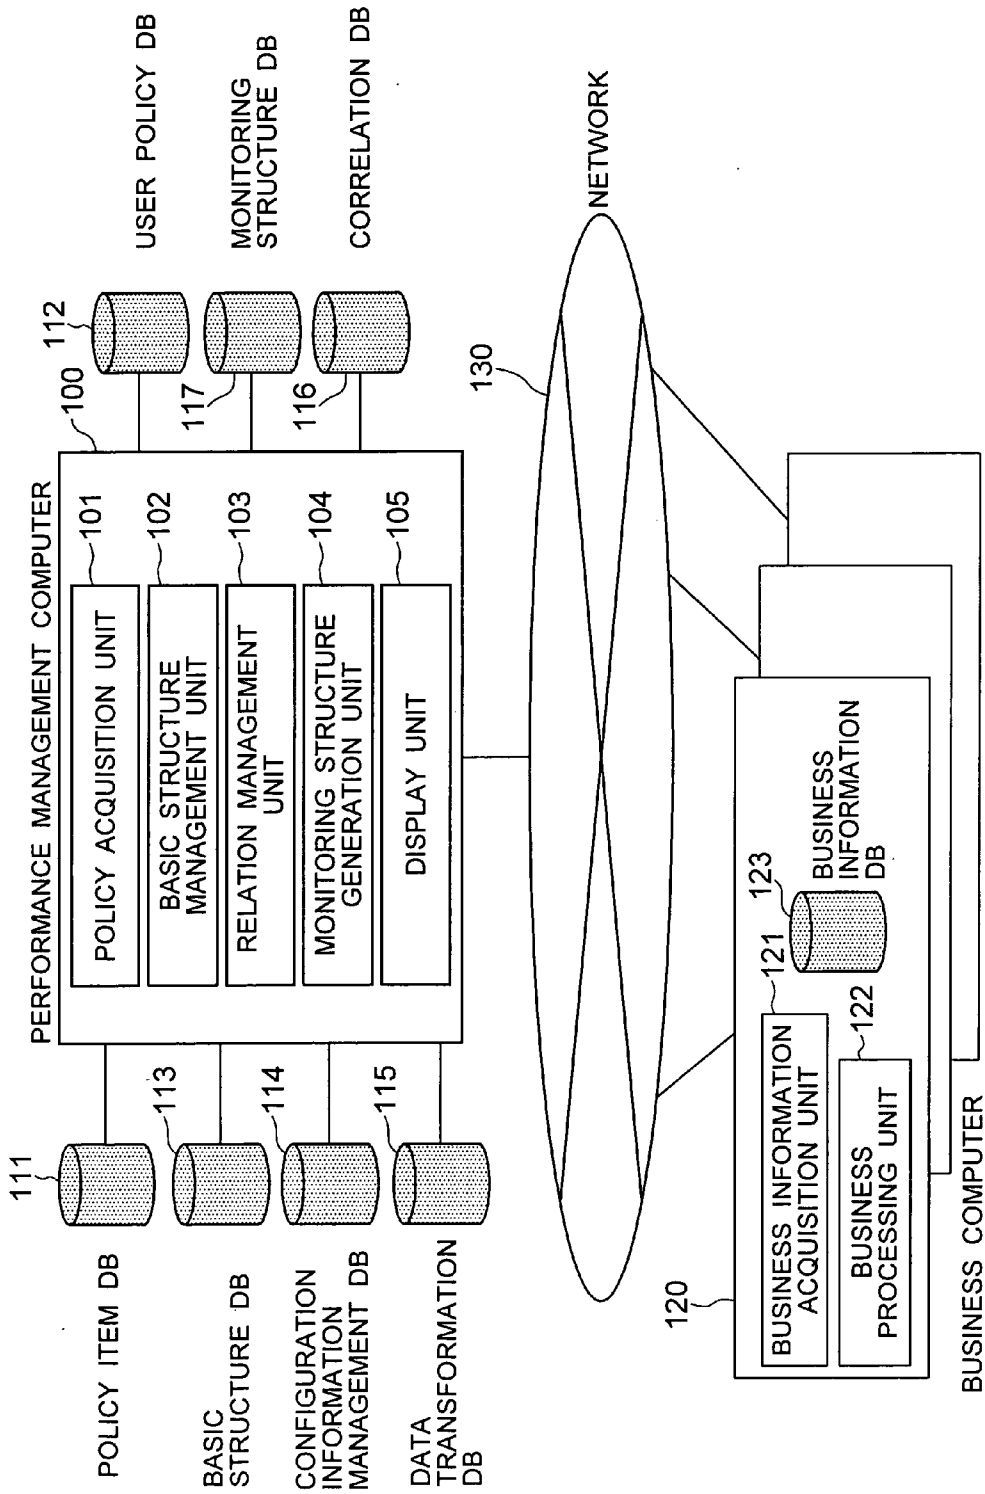 PERFORMANCE MANAGEMENT COMPUTER
100
POLICY ACQUISITION UNIT
101
BASIC STRUCTURE
MANAGEMENT UNIT
102
RELATION MANAGEMENT
UNIT
103
MONITORING STRUCTURE
GENERATION UNIT
104
DISPLAY UNIT
105
111
POLICY ITEM DB
113
BASIC
STRUCTURE DB
114
CONFIGURATION
INFORMATION
MANAGEMENT DB
115
DATA
TRANSFORMATION
DB
112
USER POLICY DB
117
MONITORING
STRUCTURE DB
116
CORRELATION DB
130
NETWORK
120
BUSINESS INFORMATION
ACQUISITION UNIT
121
BUSINESS
PROCESSING UNIT
122
123
BUSINESS
INFORMATION
DB
BUSINESS COMPUTER